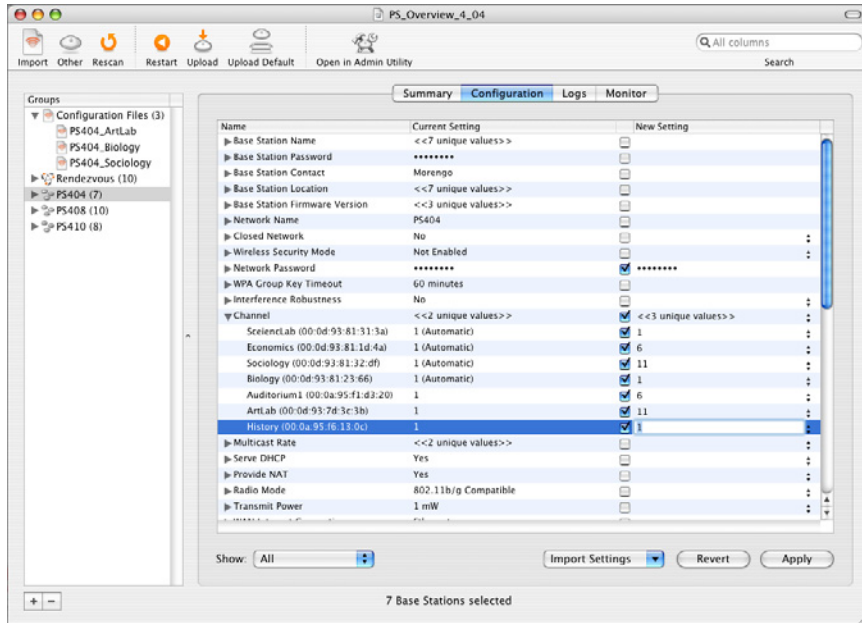 PS_Overview_4_04
Import Other Rescan Restart Upload Upload Default Open in Admin Utility
All columns
Search
Summary Configuration Logs Monitor
Groups
Configuration Files (3)
PS404_ArtLab
PS404_Biology
PS404_Sociology
Rendezvous (10)
PS404 (7)
PS408 (10)
PS410 (8)
Name Current Setting New Setting
Base Station Name <<7 unique values>>
Base Station Password ••••••••
Base Station Contact Morengo
Base Station Location <<7 unique values>>
Base Station Firmware Version <<3 unique values>>
Network Name PS404
Closed Network No
Wireless Security Mode Not Enabled
Network Password •••••••• ••••••••
WPA Group Key Timeout 60 minutes
Interference Robustness No
Channel <<2 unique values>> <<3 unique values>>
SceiencLab (00:0d:93:81:31:3a) 1 (Automatic) 1
Economics (00:0d:93:81:1d:4a) 1 (Automatic) 6
Sociology (00:0d:93:81:32:df) 1 (Automatic) 11
Biology (00:0d:93:81:23:66) 1 (Automatic) 1
Auditorium1 (00:0a:95:f1:d3:20) 1 6
ArtLab (00:0d:93:7d:3c:3b) 1 11
History (00:0a:95:f6:13:0c) 1 1
Multicast Rate <<2 unique values>>
Serve DHCP Yes
Provide NAT Yes
Radio Mode 802.11b/g Compatible
Transmit Power 1 mW
Show: All Import Settings Revert Apply
7 Base Stations selected